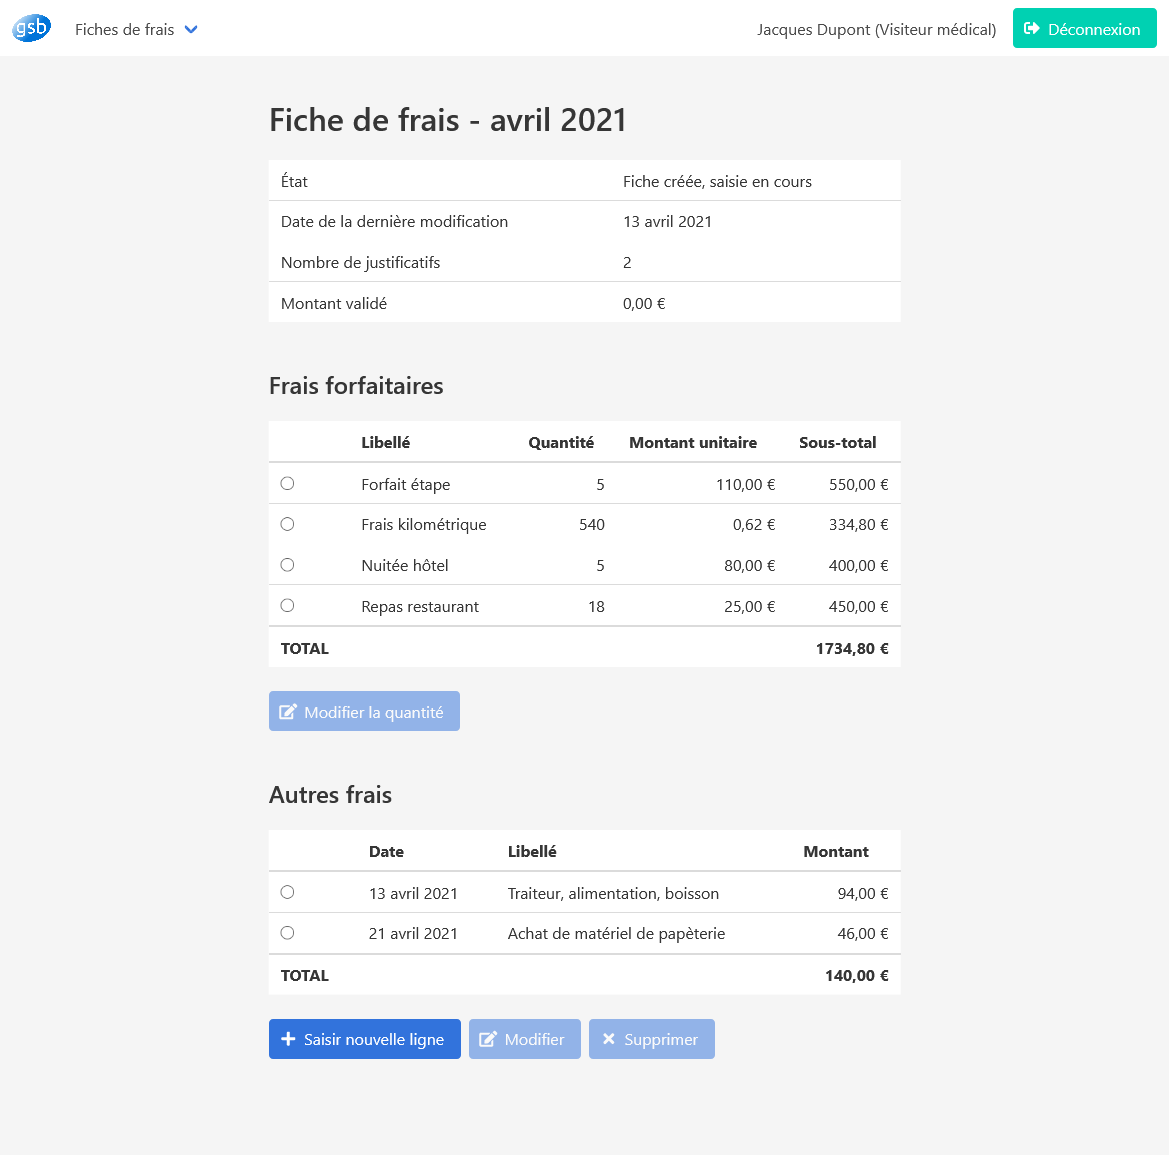 gsb Fiches de frais Jacques Dupont (Visiteur médical) Déconnexion
Fiche de frais - avril 2021
État Fiche créée, saisie en cours
Date de la dernière modification 13 avril 2021
Nombre de justificatifs 2
Montant validé 0,00 €
Frais forfaitaires
Libellé Quantité Montant unitaire Sous-total
Forfait étape 5 110,00 € 550,00 €
Frais kilométrique 540 0,62 € 334,80 €
Nuitée hôtel 5 80,00 € 400,00 €
Repas restaurant 18 25,00 € 450,00 €
TOTAL 1734,80 €
Modifier la quantité
Autres frais
Date Libellé Montant
13 avril 2021 Traiteur, alimentation, boisson 94,00 €
21 avril 2021 Achat de matériel de papèterie 46,00 €
TOTAL 140,00 €
Saisir nouvelle ligne Modifier Supprimer